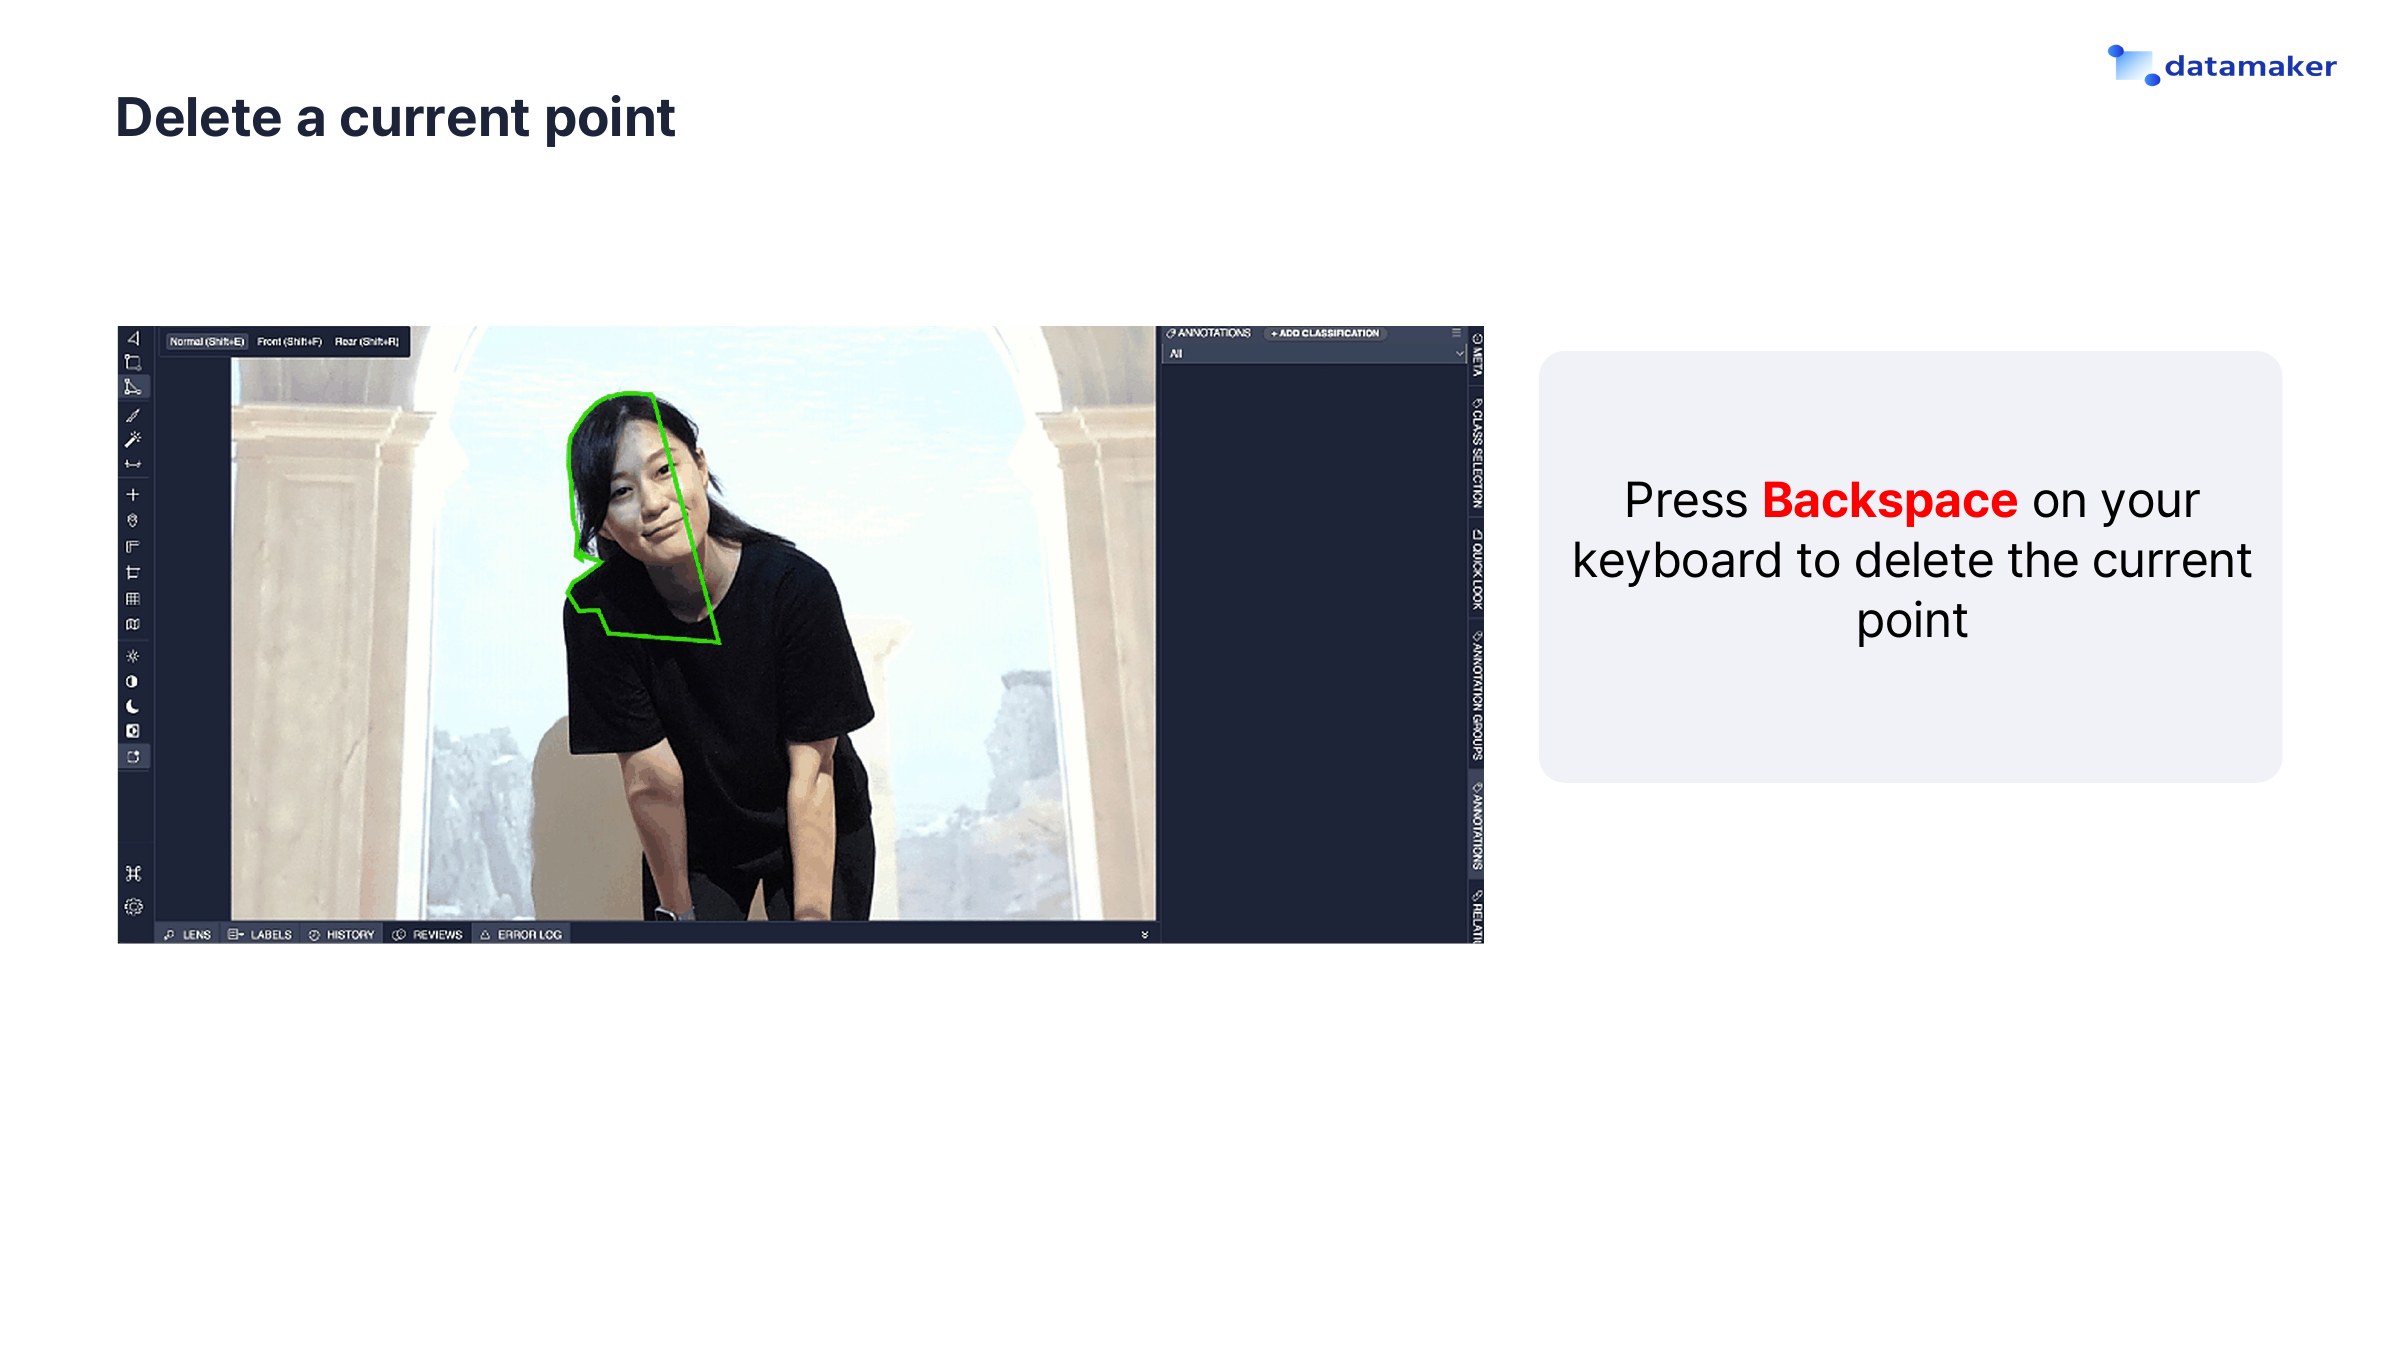 datamaker
Delete a current point
Normal (Shift+E) Front (Shift+F) Rear (Shift+R)
ANNOTATIONS + ADD CLASSIFICATION
All
META
CLASS SELECTION
QUICK LOOK
ANNOTATION GROUPS
ANNOTATIONS
RELATI
LENS LABELS HISTORY REVIEWS ERROR LOG
Press Backspace on your
keyboard to delete the current
point